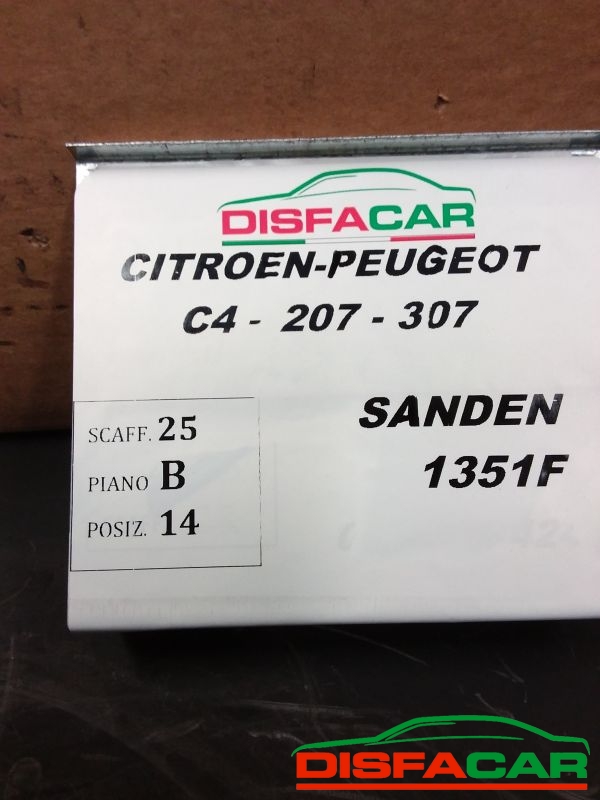 DISFACAR
CITROEN-PEUGEOT
C4 - 207 - 307
SANDEN
1351F
SCAFF. 25
PIANO B
POSIZ. 14
DISFACAR